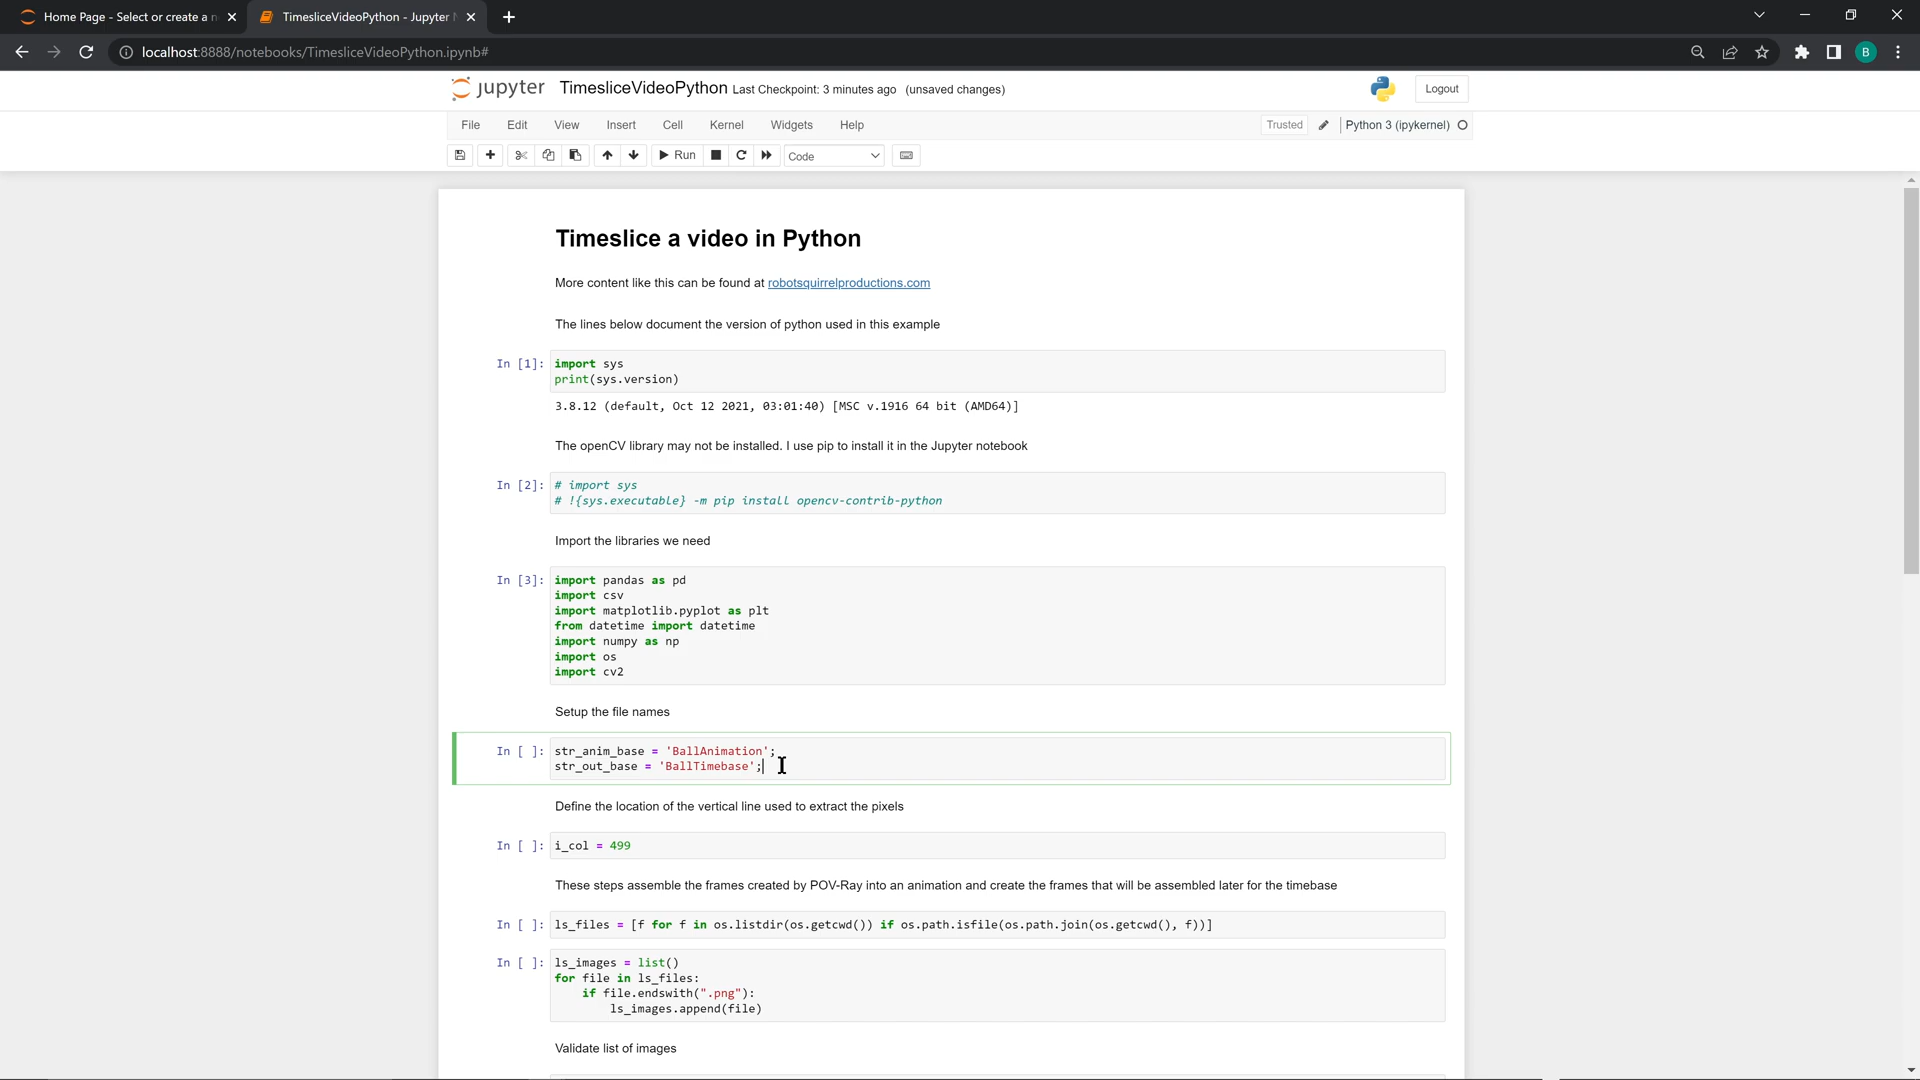 Home Page - Select or create a n
TimesliceVideoPython - Jupyter N
localhost:8888/notebooks/TimesliceVideoPython.ipynb#
B
jupyter TimesliceVideoPython Last Checkpoint: 3 minutes ago (unsaved changes)
Logout
File Edit View Insert Cell Kernel Widgets Help
Trusted
Python 3 (ipykernel)
Run
Code
Timeslice a video in Python
More content like this can be found at robotsquirrelproductions.com
The lines below document the version of python used in this example
In [1]: import sys
print(sys.version)
3.8.12 (default, Oct 12 2021, 03:01:40) [MSC v.1916 64 bit (AMD64)]
The openCV library may not be installed. I use pip to install it in the Jupyter notebook
In [2]: # import sys
# !{sys.executable} -m pip install opencv-contrib-python
Import the libraries we need
In [3]: import pandas as pd
import csv
import matplotlib.pyplot as plt
from datetime import datetime
import numpy as np
import os
import cv2
Setup the file names
In [ ]: str_anim_base = 'BallAnimation';
str_out_base = 'BallTimebase';
Define the location of the vertical line used to extract the pixels
In [ ]: i_col = 499
These steps assemble the frames created by POV-Ray into an animation and create the frames that will be assembled later for the timebase
In [ ]: ls_files = [f for f in os.listdir(os.getcwd()) if os.path.isfile(os.path.join(os.getcwd(), f))]
In [ ]: ls_images = list()
for file in ls_files:
if file.endswith(".png"):
ls_images.append(file)
Validate list of images